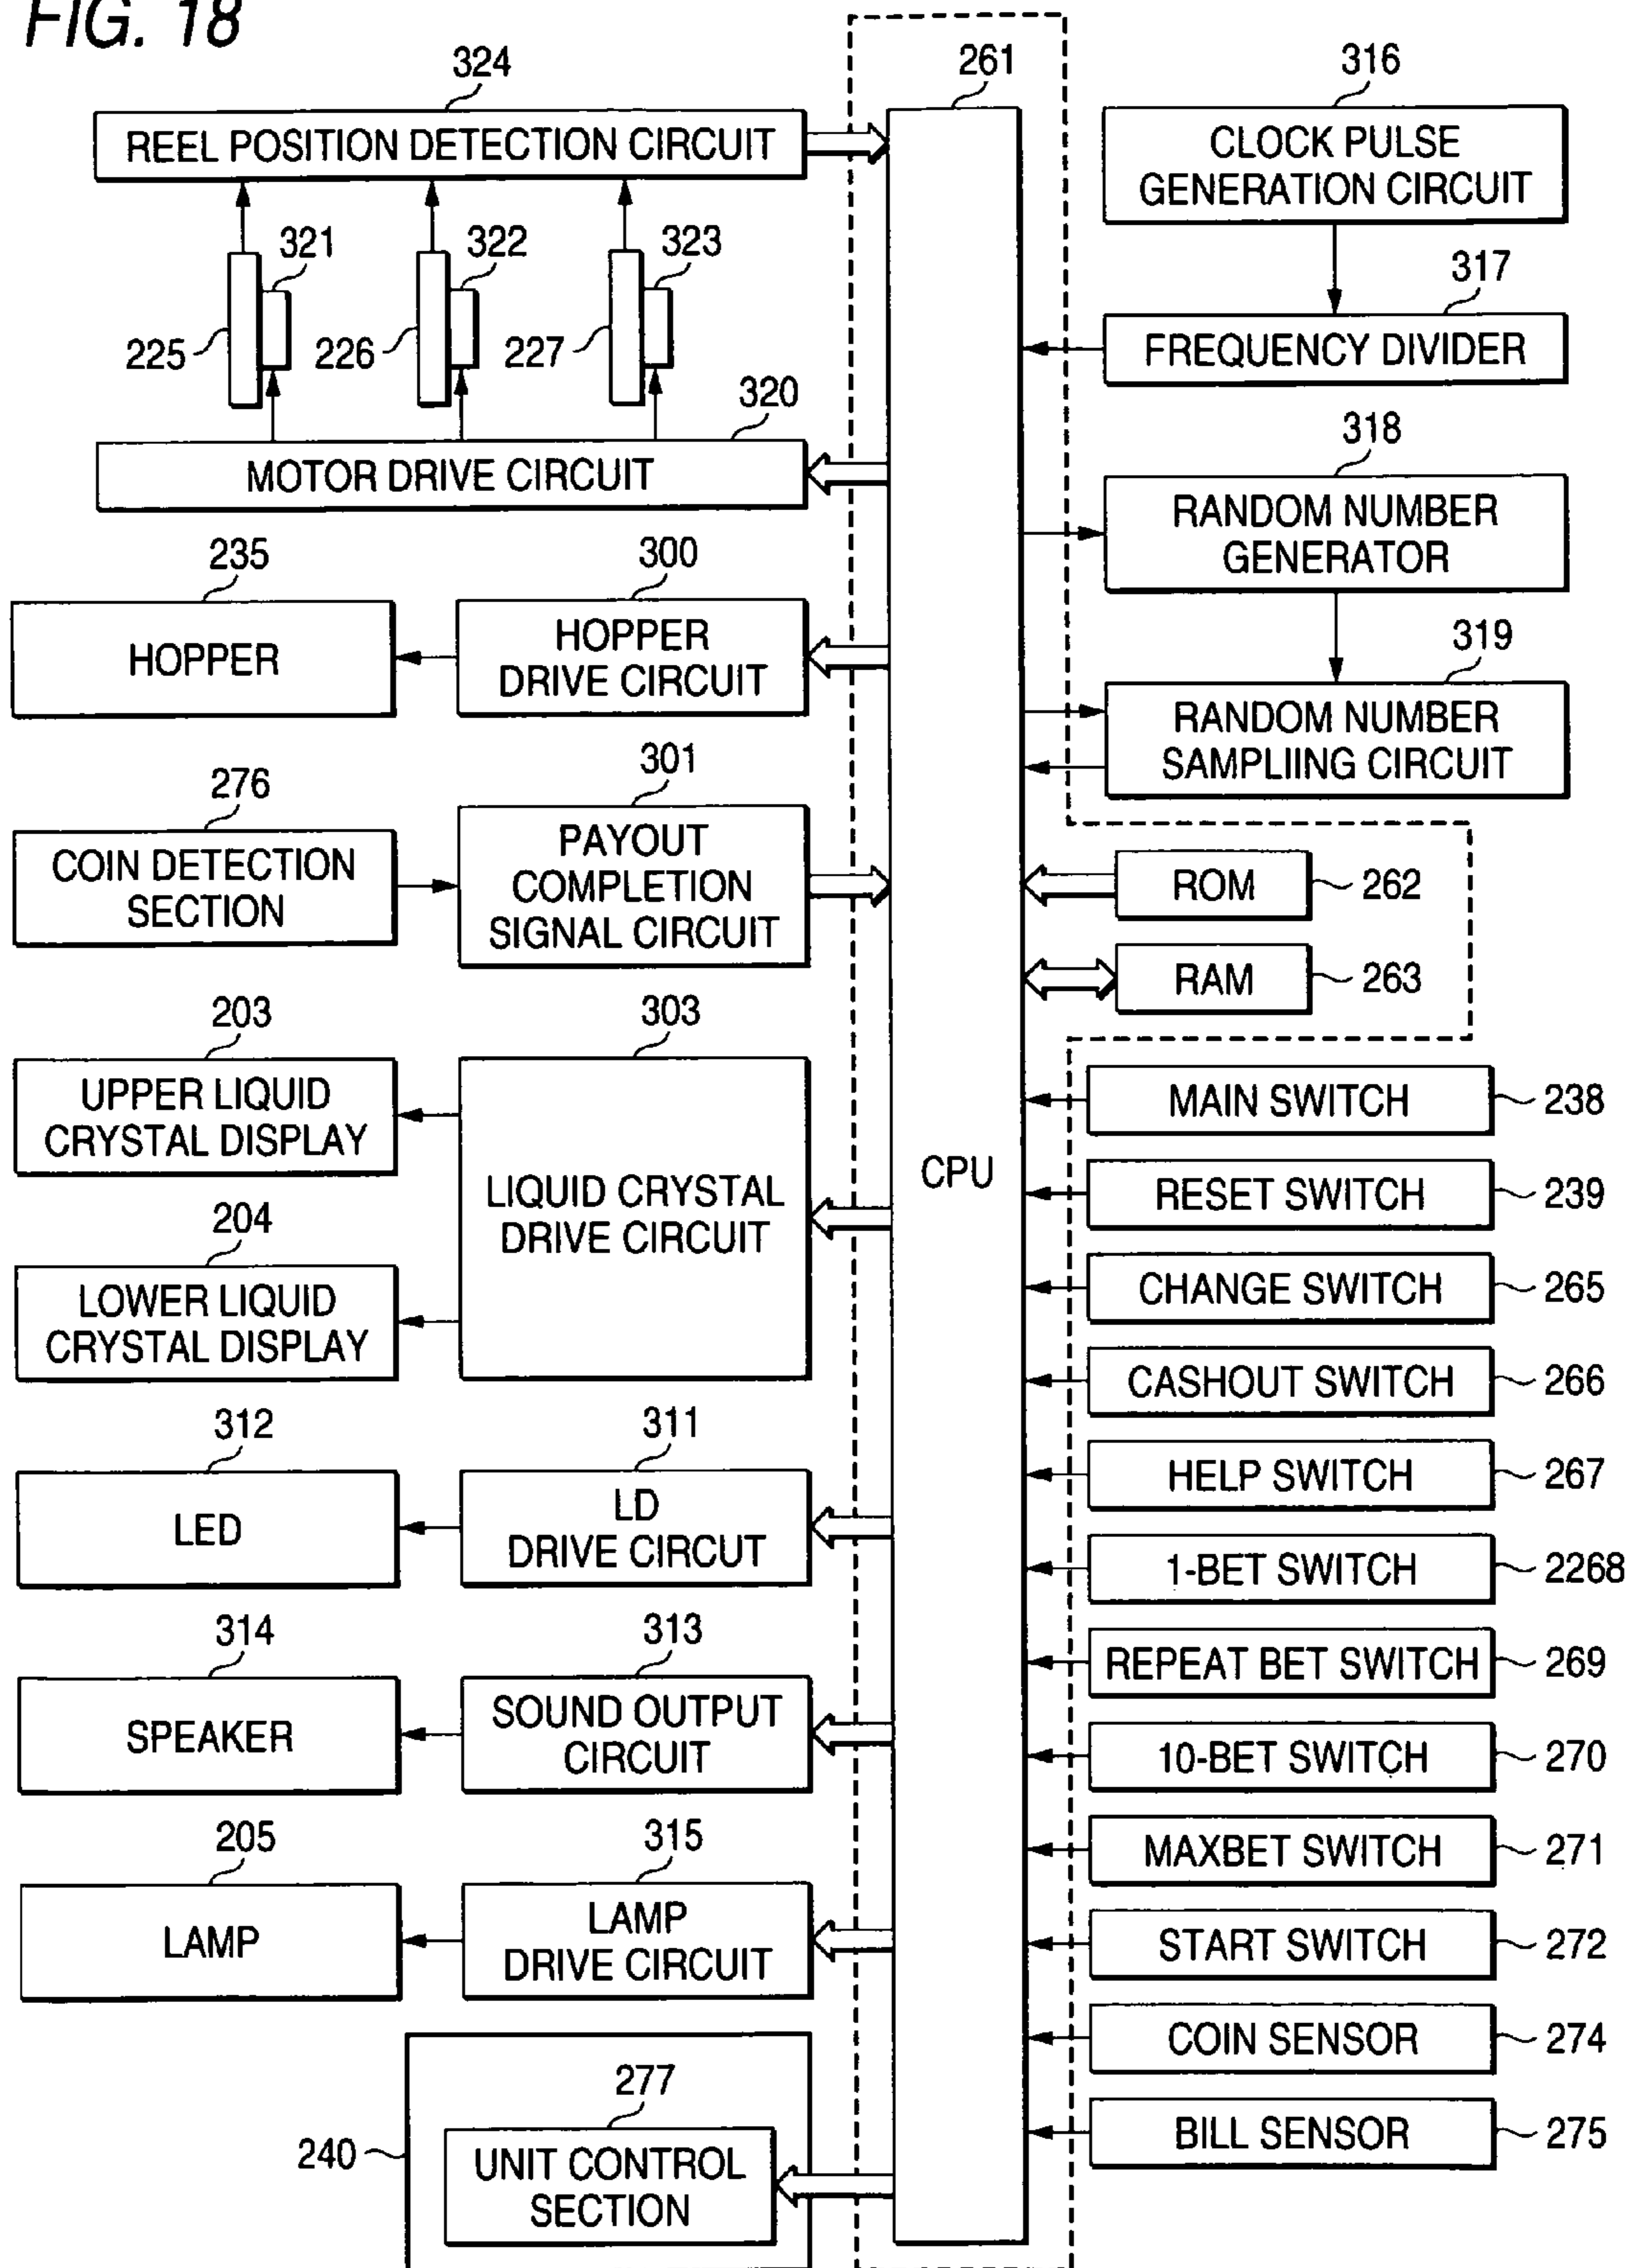 FIG. 18
324
REEL POSITION DETECTION CIRCUIT
321
322
323
225
226
227
320
MOTOR DRIVE CIRCUIT
235
HOPPER
300
HOPPER
DRIVE CIRCUIT
276
COIN DETECTION
SECTION
301
PAYOUT
COMPLETION
SIGNAL CIRCUIT
203
UPPER LIQUID
CRYSTAL DISPLAY
204
LOWER LIQUID
CRYSTAL DISPLAY
303
LIQUID CRYSTAL
DRIVE CIRCUIT
312
LED
311
LD
DRIVE CIRCUT
314
SPEAKER
313
SOUND OUTPUT
CIRCUIT
205
LAMP
315
LAMP
DRIVE CIRCUIT
240
277
UNIT CONTROL
SECTION
261
CPU
316
CLOCK PULSE
GENERATION CIRCUIT
317
FREQUENCY DIVIDER
318
RANDOM NUMBER
GENERATOR
319
RANDOM NUMBER
SAMPLIING CIRCUIT
ROM 262
RAM 263
MAIN SWITCH 238
RESET SWITCH 239
CHANGE SWITCH 265
CASHOUT SWITCH 266
HELP SWITCH 267
1-BET SWITCH 2268
REPEAT BET SWITCH 269
10-BET SWITCH 270
MAXBET SWITCH 271
START SWITCH 272
COIN SENSOR 274
BILL SENSOR 275